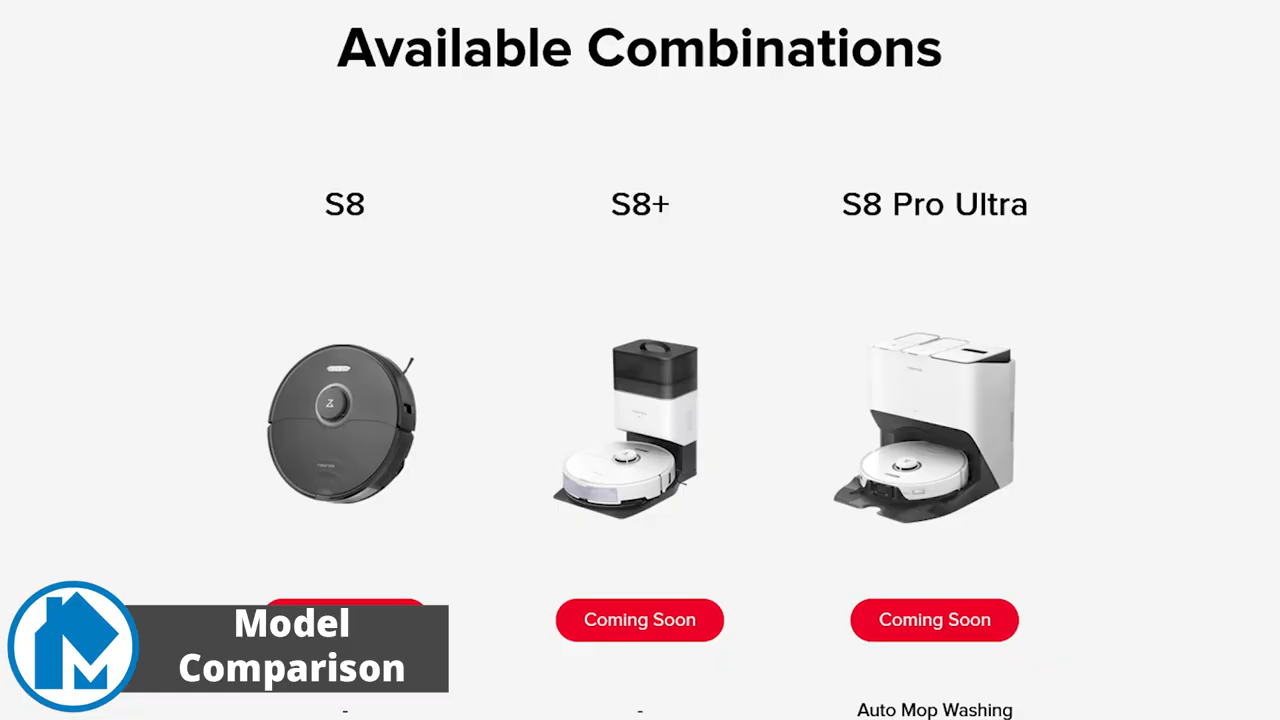 Available Combinations
S8
S8+
S8 Pro Ultra
Coming Soon
Coming Soon
Model
Comparison
-
-
Auto Mop Washing